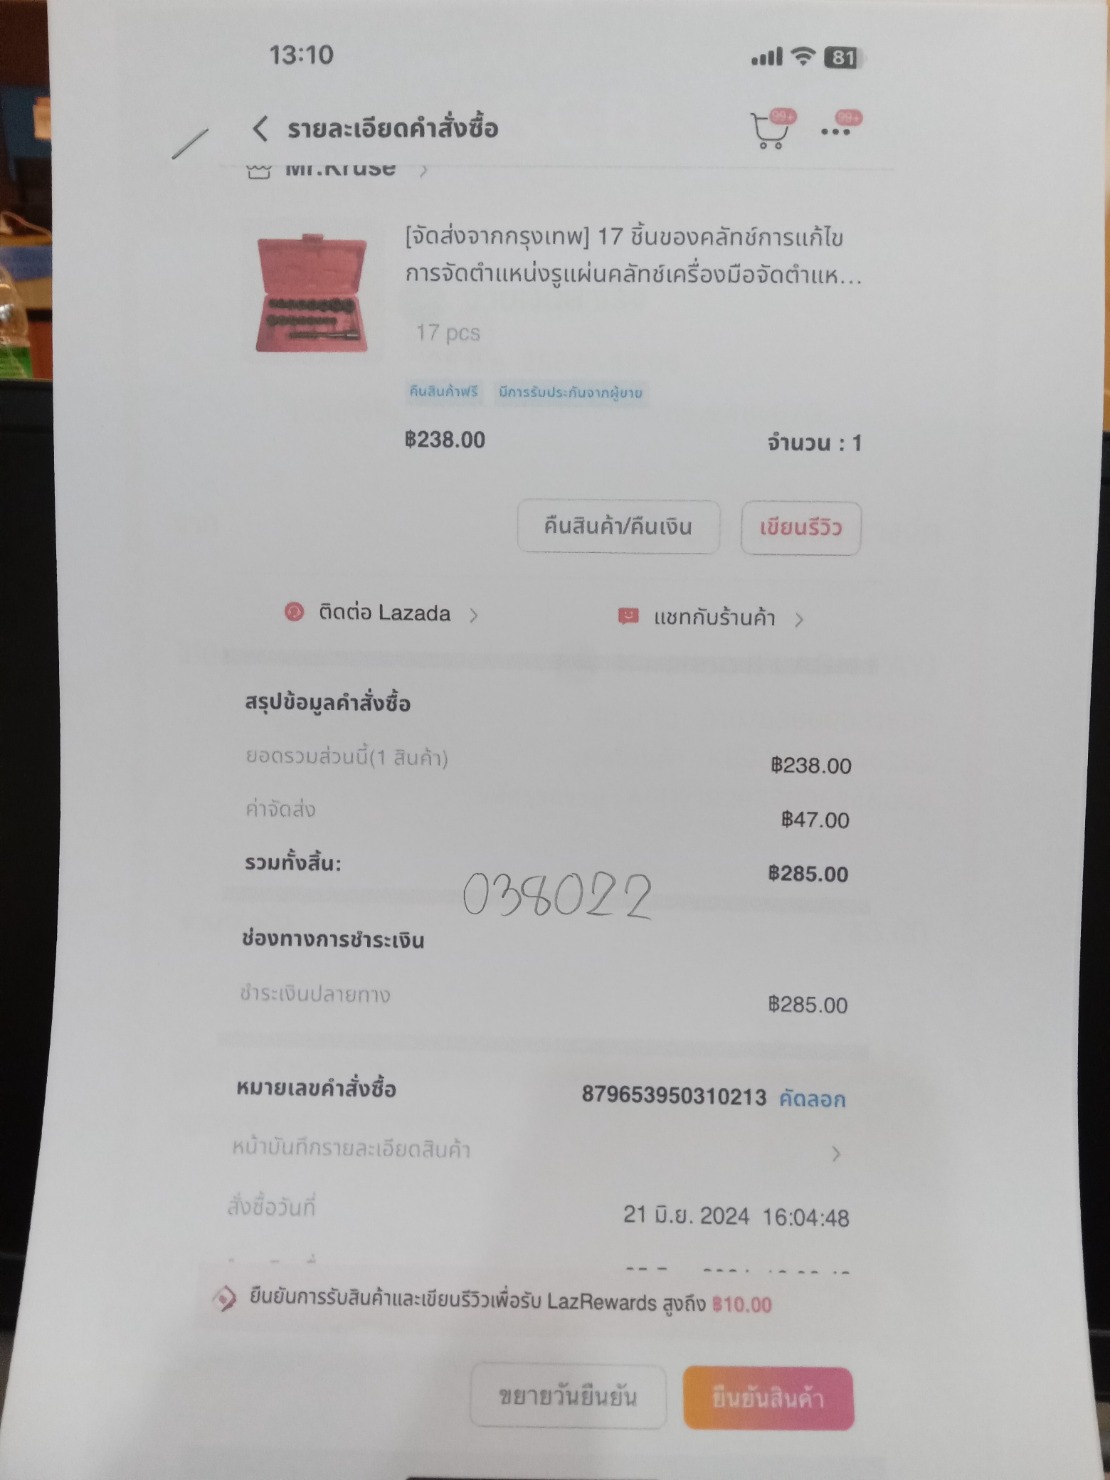 13:10
81
รายละเอียดคำสั่งซื้อ
99+
99+
Mr.Kruse
[จัดส่งจากกรุงเทพ] 17 ชิ้นของคลัทช์การแก้ไข
การจัดตำแหน่งรูแผ่นคลัทช์เครื่องมือจัดตำแห...
17 pcs
คืนสินค้าฟรี มีการรับประกันจากผู้ขาย
฿238.00 จำนวน : 1
คืนสินค้า/คืนเงิน เขียนรีวิว
ติดต่อ Lazada แชทกับร้านค้า
สรุปข้อมูลคำสั่งซื้อ
ยอดรวมส่วนนี้(1 สินค้า) ฿238.00
ค่าจัดส่ง ฿47.00
รวมทั้งสิ้น: ฿285.00
038022
ช่องทางการชำระเงิน
ชำระเงินปลายทาง ฿285.00
หมายเลขคำสั่งซื้อ 879653950310213 คัดลอก
หน้าบันทึกรายละเอียดสินค้า
สั่งซื้อวันที่ 21 มิ.ย. 2024 16:04:48
ยืนยันการรับสินค้าและเขียนรีวิวเพื่อรับ LazRewards สูงถึง ฿10.00
ขยายวันยืนยัน ยืนยันสินค้า